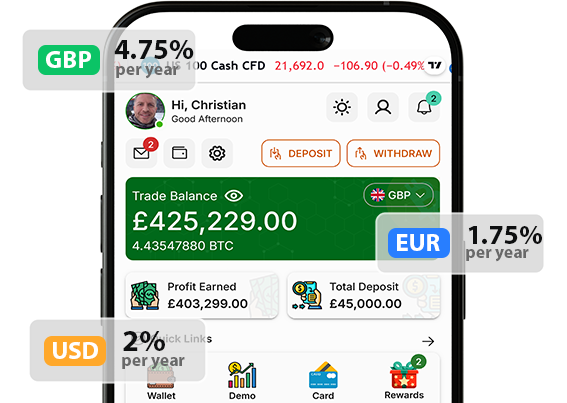 GBP 4.75%
per year
US 100 Cash CFD 21,692.0 −106.90 (−0.49%)
Hi, Christian
Good Afternoon
2
2
DEPOSIT WITHDRAW
Trade Balance GBP
£425,229.00
4.43547880 BTC
EUR 1.75%
per year
Profit Earned Total Deposit
£403,299.00 £45,000.00
USD 2%
per year
Links
2
Wallet Demo Card Rewards